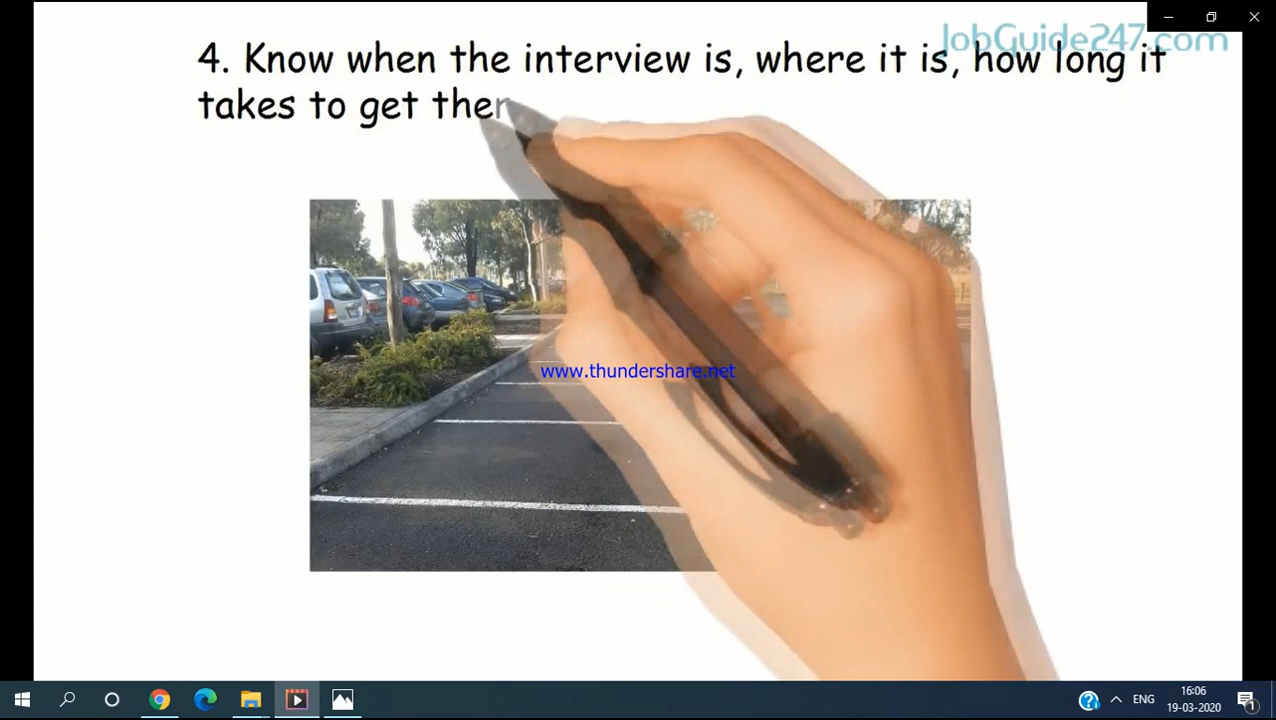 JobGuide247.com
4. Know when the interview is, where it is, how long it
takes to get ther
www.thundershare.net
ENG
16:06
19-03-2020
1